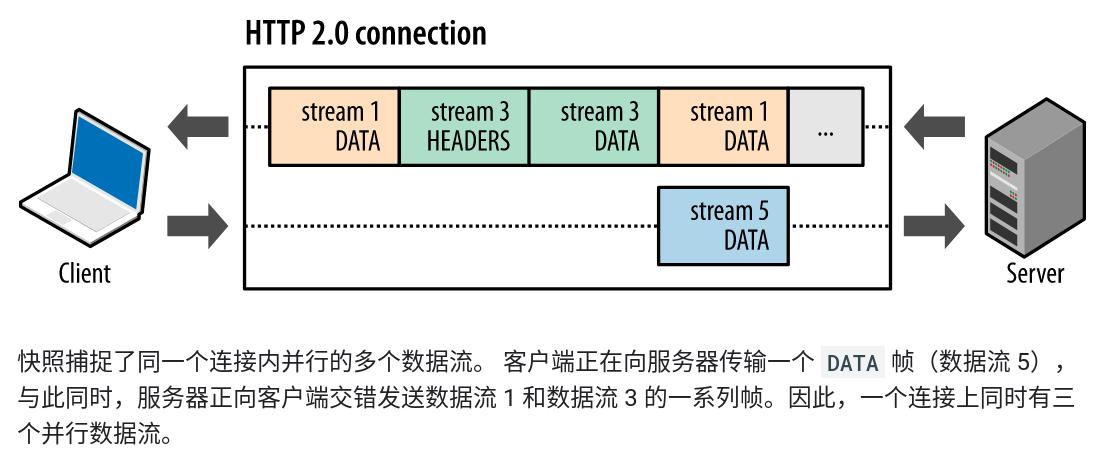 HTTP 2.0 connection
stream 1
DATA
stream 3
HEADERS
stream 3
DATA
stream 1
DATA
...
stream 5
DATA
Client
Server
快照捕捉了同一个连接内并行的多个数据流。 客户端正在向服务器传输一个 DATA 帧（数据流 5），
与此同时，服务器正向客户端交错发送数据流 1 和数据流 3 的一系列帧。因此，一个连接上同时有三
个并行数据流。